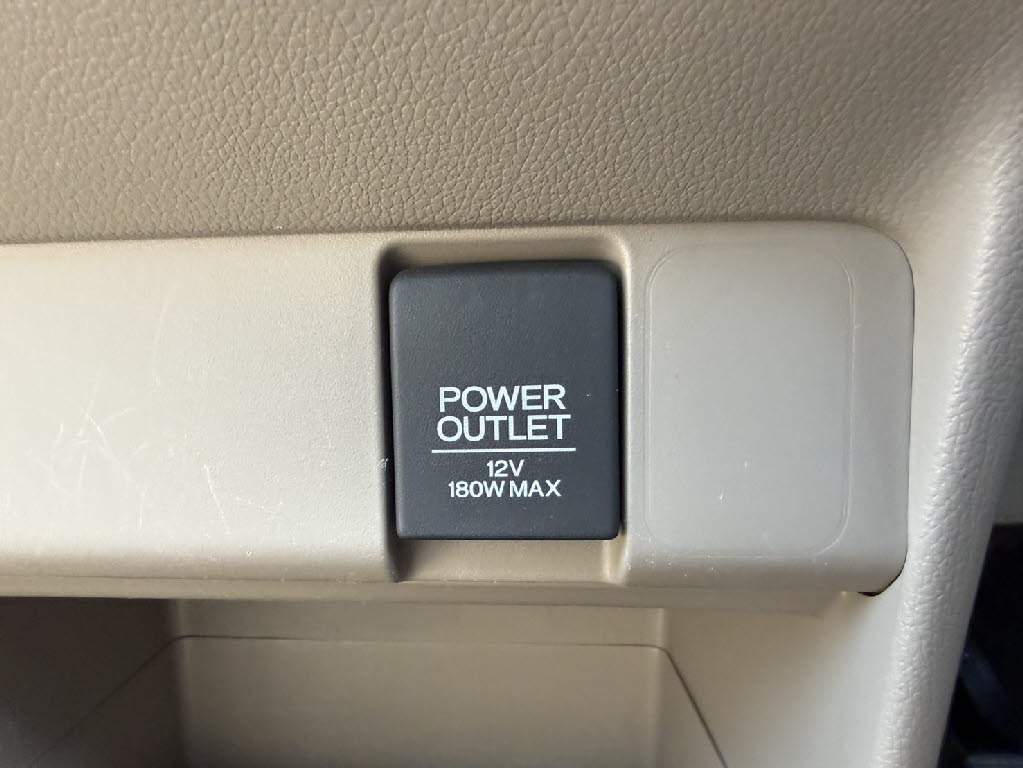 POWER
OUTLET
12V
180W MAX